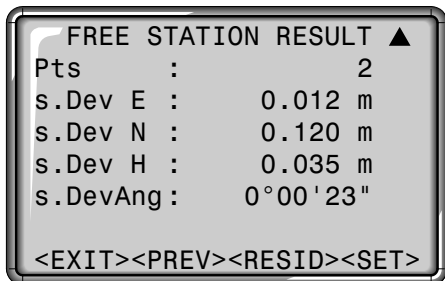 FREE STATION RESULT ▲
Pts : 2
s.Dev E : 0.012 m
s.Dev N : 0.120 m
s.Dev H : 0.035 m
s.DevAng: 0°00'23"
<EXIT><PREV><RESID><SET>